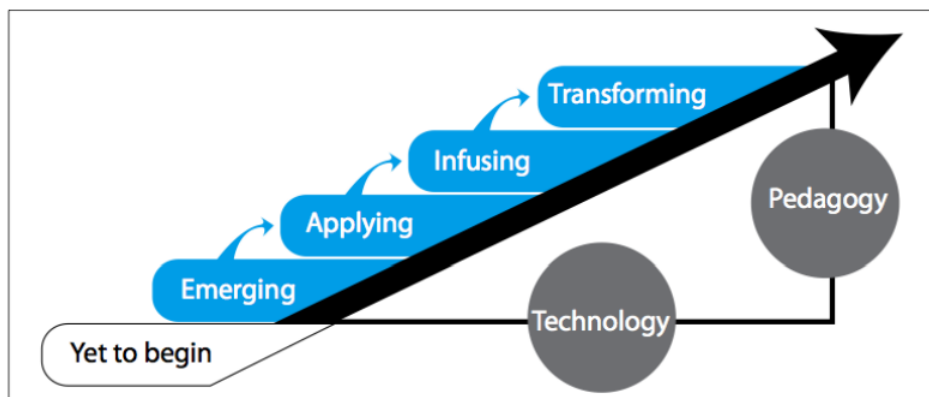 Transforming
Infusing
Pedagogy
Applying
Emerging
Technology
Yet to begin